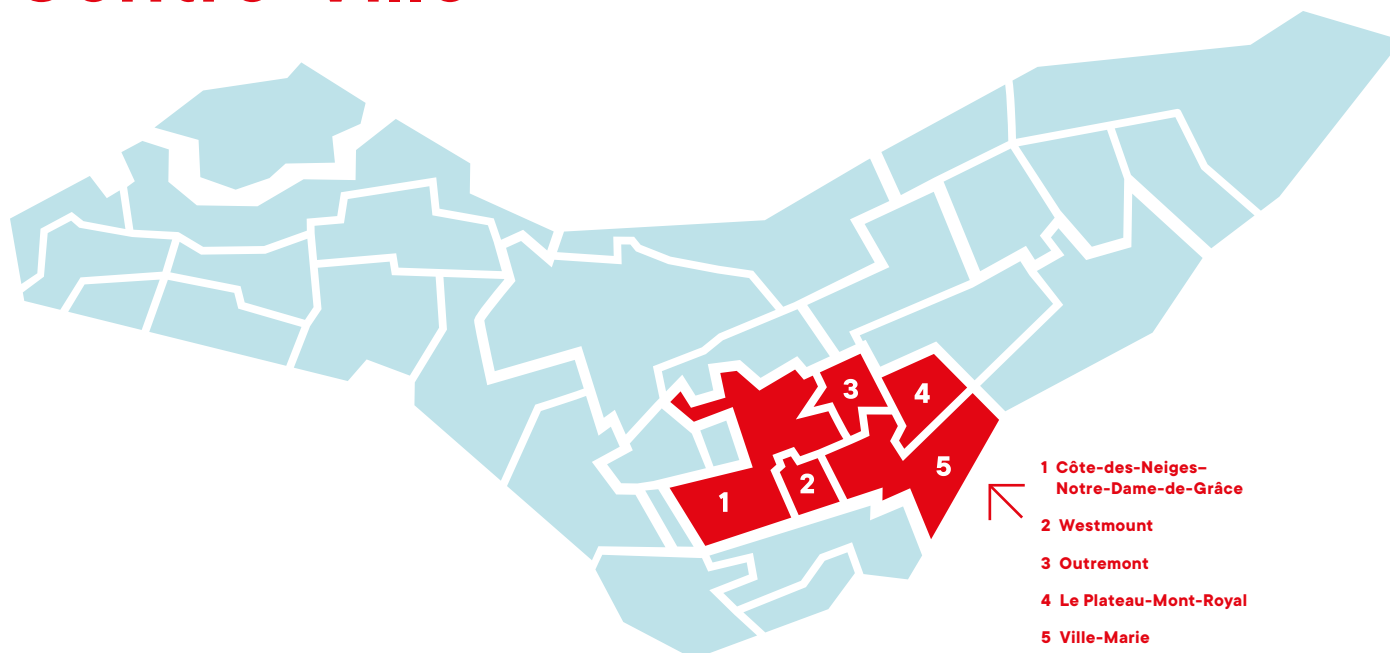 3
4
5
2
1
1 Côte-des-Neiges–
Notre-Dame-de-Grâce
2 Westmount
3 Outremont
4 Le Plateau-Mont-Royal
5 Ville-Marie